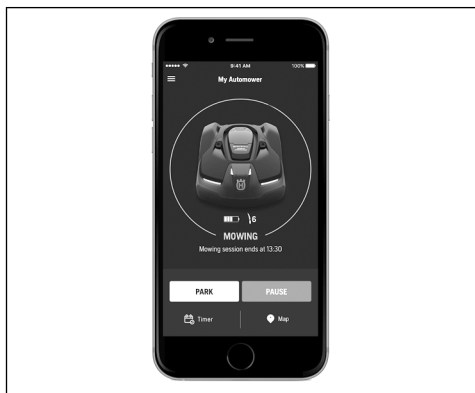 9:41 AM
100%
My Automower
6
MOWING
Mowing session ends at 13:30
PARK
PAUSE
Timer
Map